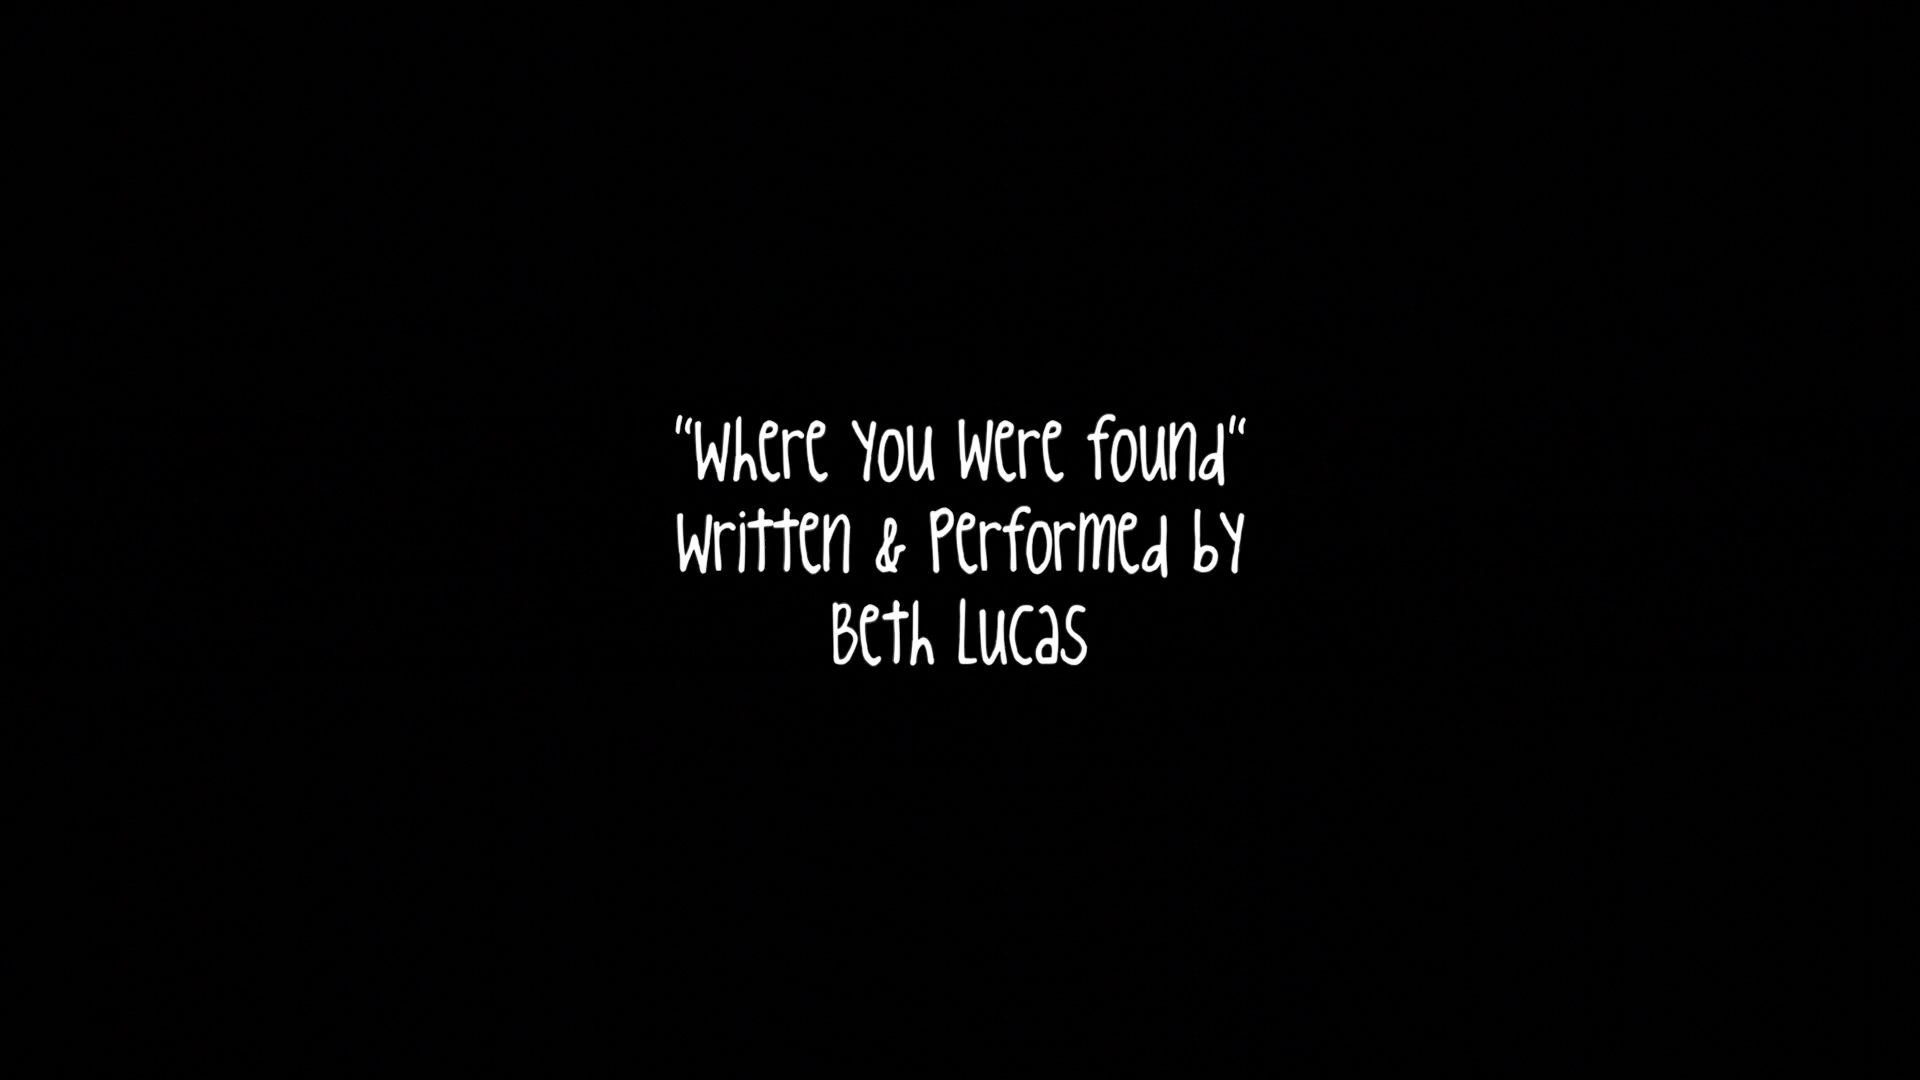 “Where You Were found“
Written & Performed by
Beth Lucas